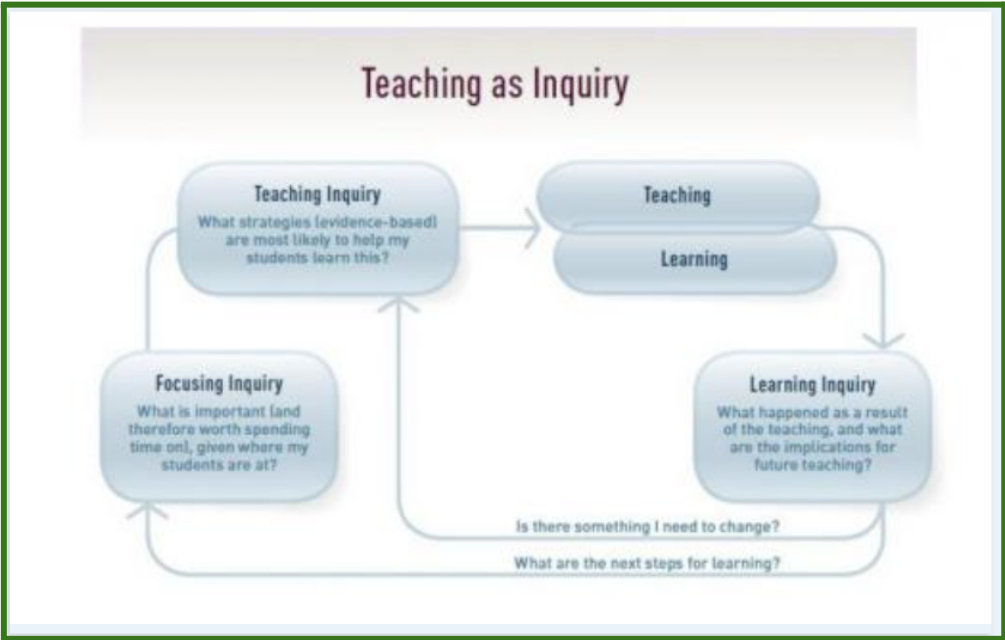 Teaching as Inquiry
Teaching Inquiry
What strategies (evidence-based)
are most likely to help my
students learn this?
Teaching
Learning
Focusing Inquiry
What is important (and
therefore worth spending
time on), given where my
students are at?
Learning Inquiry
What happened as a result
of the teaching, and what
are the implications for
future teaching?
Is there something I need to change?
What are the next steps for learning?